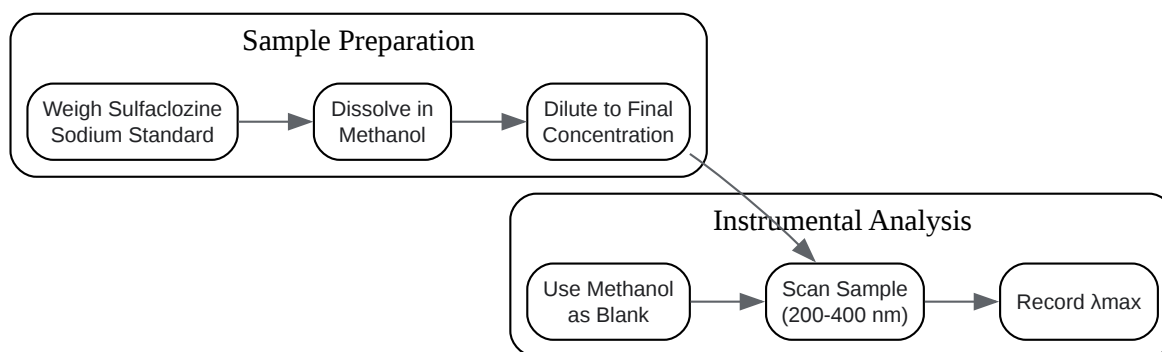 Sample Preparation
Weigh Sulfaclozine
Sodium Standard
Dissolve in
Methanol
Dilute to Final
Concentration
Instrumental Analysis
Use Methanol
as Blank
Scan Sample
(200-400 nm)
Record λmax